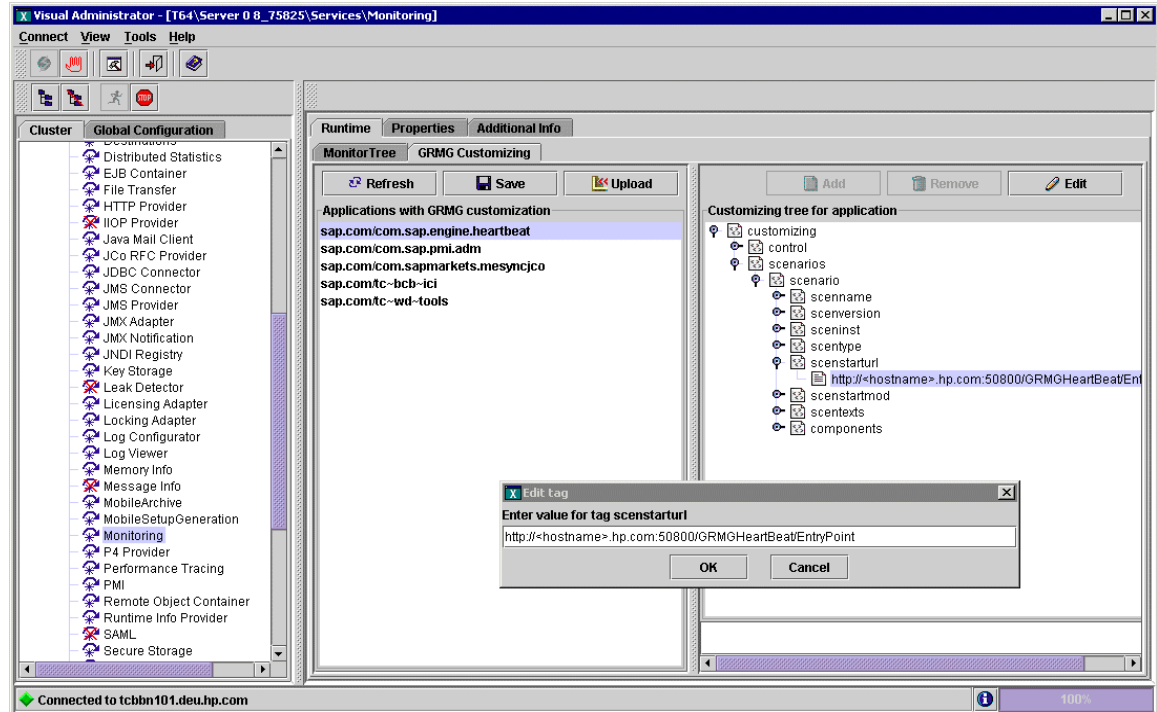 Visual Administrator - [T64\Server 0 8_75825\Services\Monitoring]
Connect View Tools Help
STOP
Cluster Global Configuration
Destinations
Distributed Statistics
EJB Container
File Transfer
HTTP Provider
IIOP Provider
Java Mail Client
JCo RFC Provider
JDBC Connector
JMS Connector
JMS Provider
JMX Adapter
JMX Notification
JNDI Registry
Key Storage
Leak Detector
Licensing Adapter
Locking Adapter
Log Configurator
Log Viewer
Memory Info
Message Info
MobileArchive
MobileSetupGeneration
Monitoring
P4 Provider
Performance Tracing
PMI
Remote Object Container
Runtime Info Provider
SAML
Secure Storage
Runtime Properties Additional Info
MonitorTree GRMG Customizing
Refresh Save Upload
Applications with GRMG customization
sap.com/com.sap.engine.heartbeat
sap.com/com.sap.pmi.adm
sap.com/com.sapmarkets.mesyncjco
sap.com/tc~bcb~ici
sap.com/tc~wd~tools
Add Remove Edit
Customizing tree for application
customizing
control
scenarios
scenario
scenname
scenversion
sceninst
scentype
scenstarturl
http://<hostname>.hp.com:50800/GRMGHeartBeat/Ent
scenstartmod
scentexts
components
Edit tag
Enter value for tag scenstarturl
http://<hostname>.hp.com:50800/GRMGHeartBeat/EntryPoint
OK Cancel
Connected to tcbbn101.deu.hp.com
100%